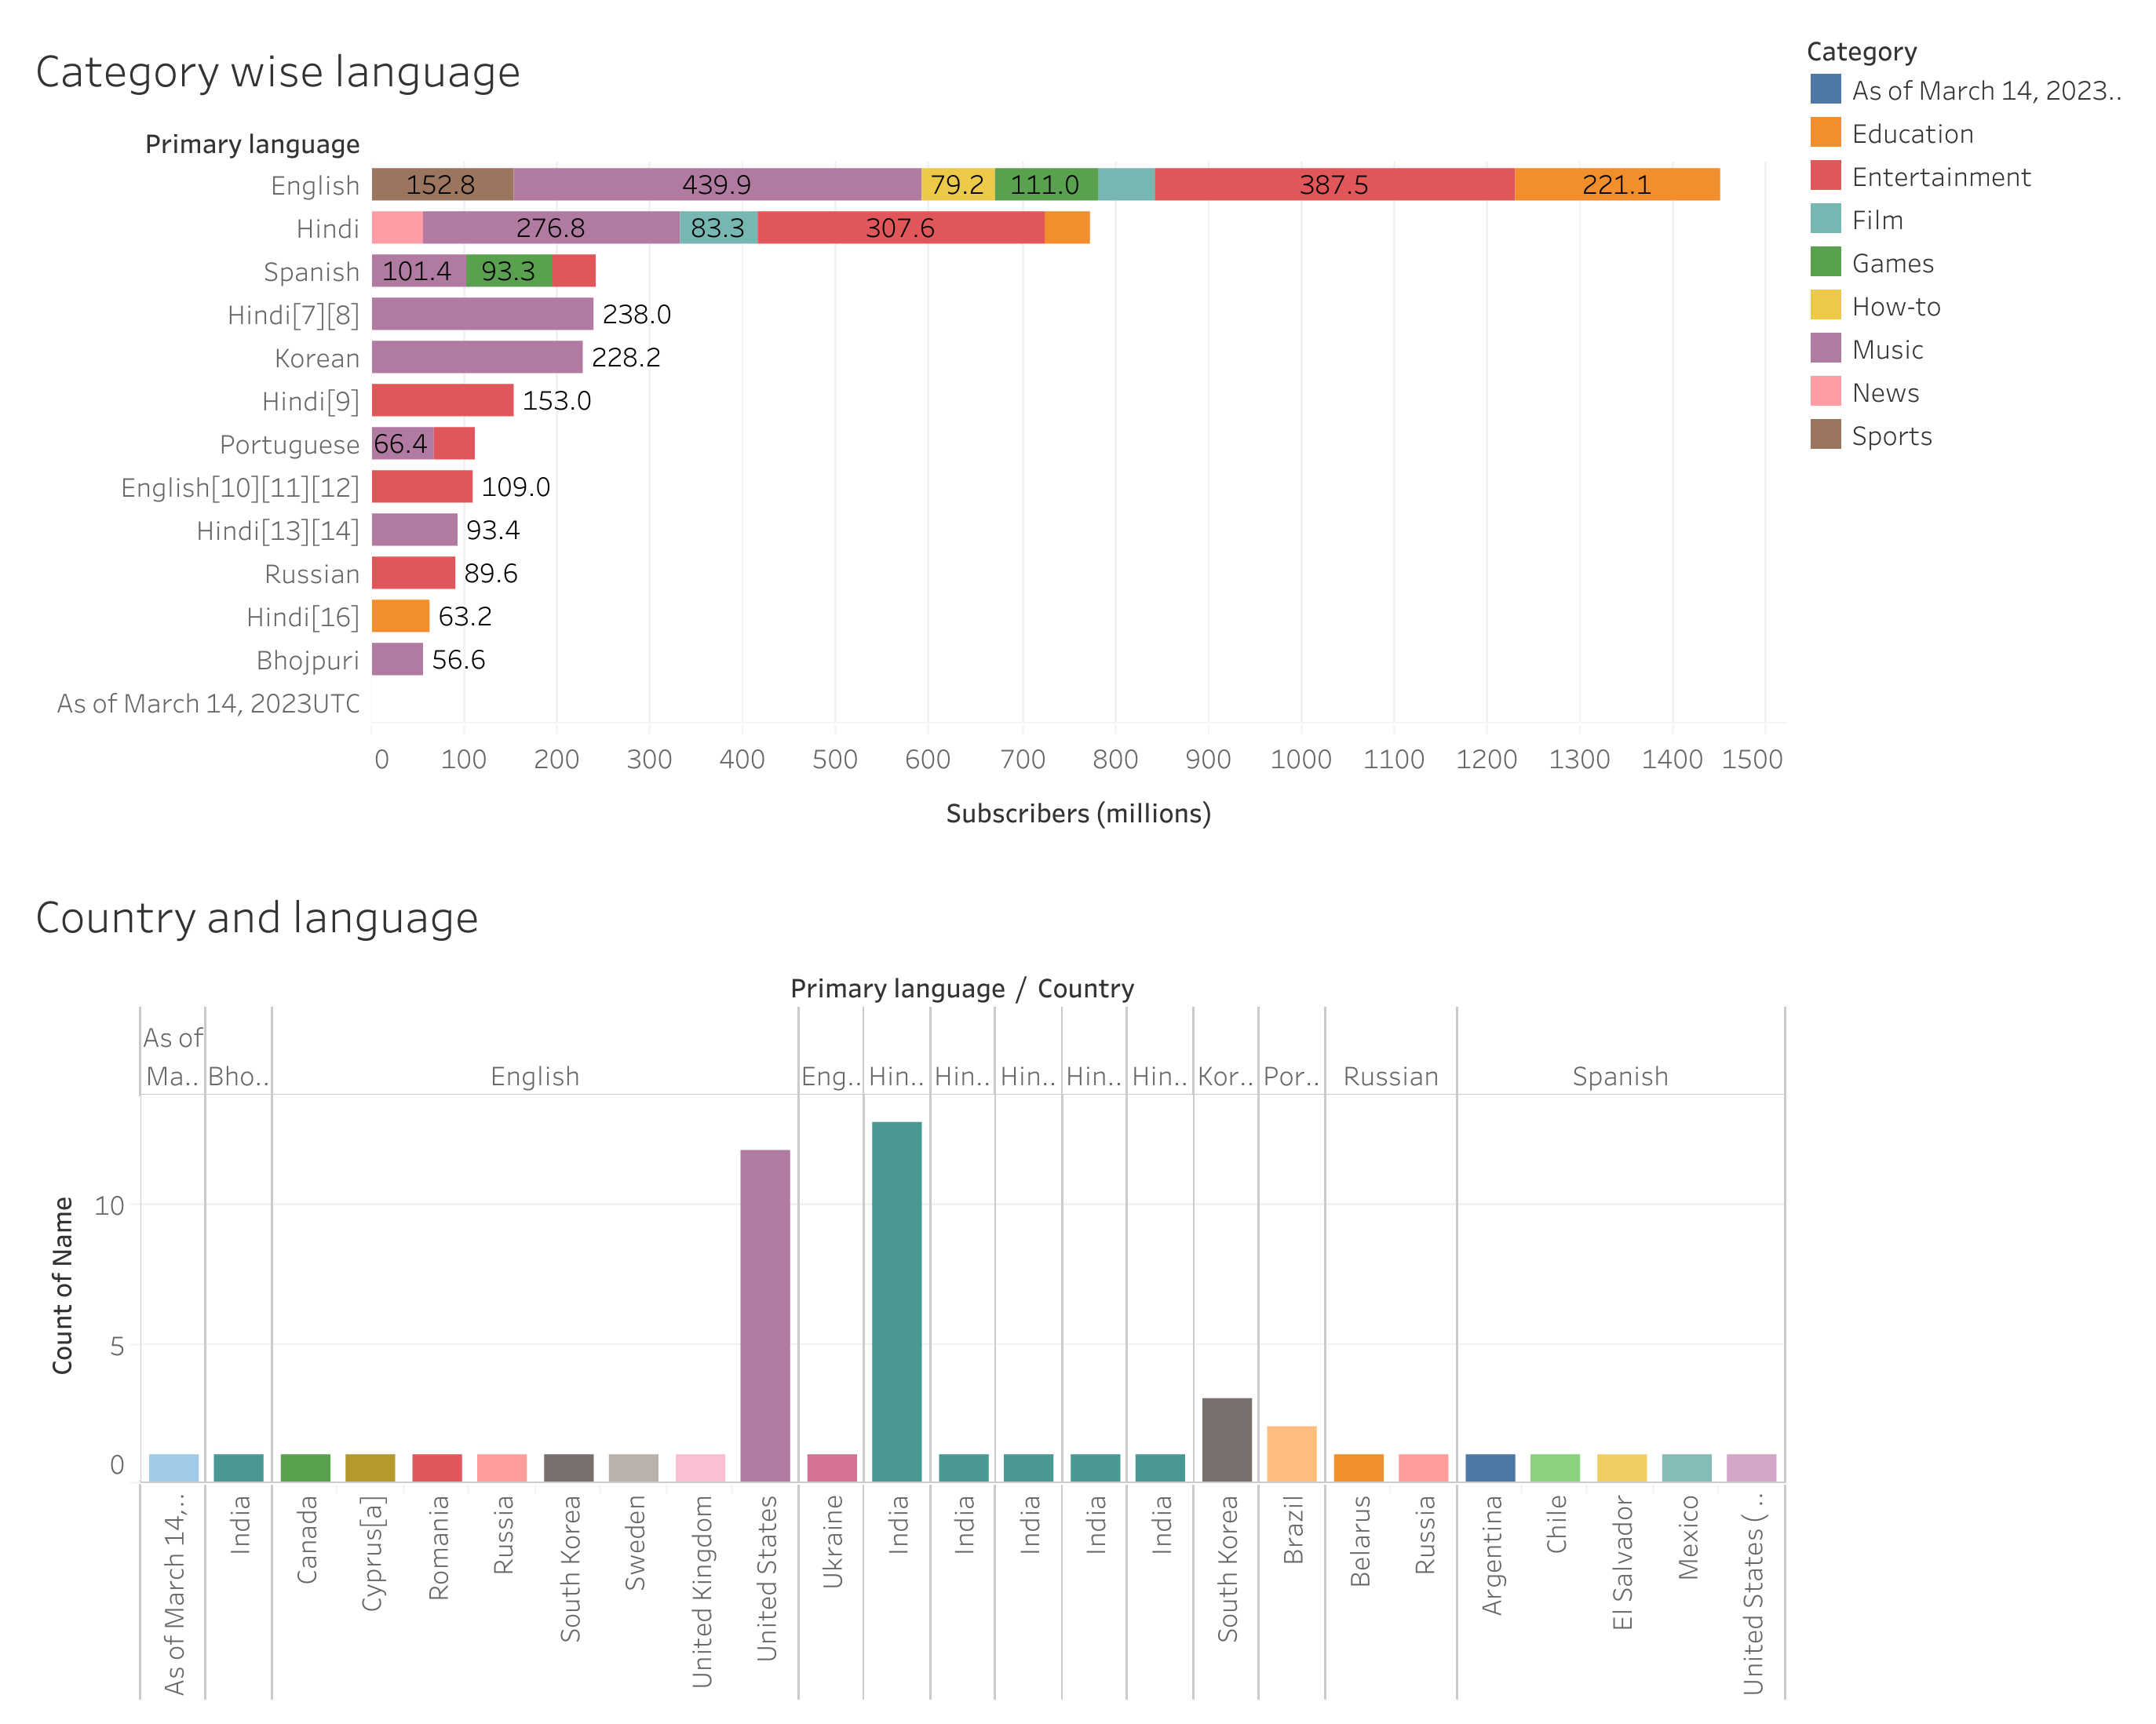 Category wise language
Category
As of March 14, 2023..
Education
Entertainment
Film
Games
How-to
Music
News
Sports
Primary language
English 152.8 439.9 79.2 111.0 387.5 221.1
Hindi 276.8 83.3 307.6
Spanish 101.4 93.3
Hindi[7][8] 238.0
Korean 228.2
Hindi[9] 153.0
Portuguese 66.4
English[10][11][12] 109.0
Hindi[13][14] 93.4
Russian 89.6
Hindi[16] 63.2
Bhojpuri 56.6
As of March 14, 2023UTC
0 100 200 300 400 500 600 700 800 900 1000 1100 1200 1300 1400 1500
Subscribers (millions)
Country and language
Primary language / Country
As of
Ma.. Bho.. English Eng.. Hin.. Hin.. Hin.. Hin.. Hin.. Kor.. Por.. Russian Spanish
Count of Name
10
5
0
As of March 14,..
India
Canada
Cyprus[a]
Romania
Russia
South Korea
Sweden
United Kingdom
United States
Ukraine
India
India
India
India
India
South Korea
Brazil
Belarus
Russia
Argentina
Chile
El Salvador
Mexico
United States (..